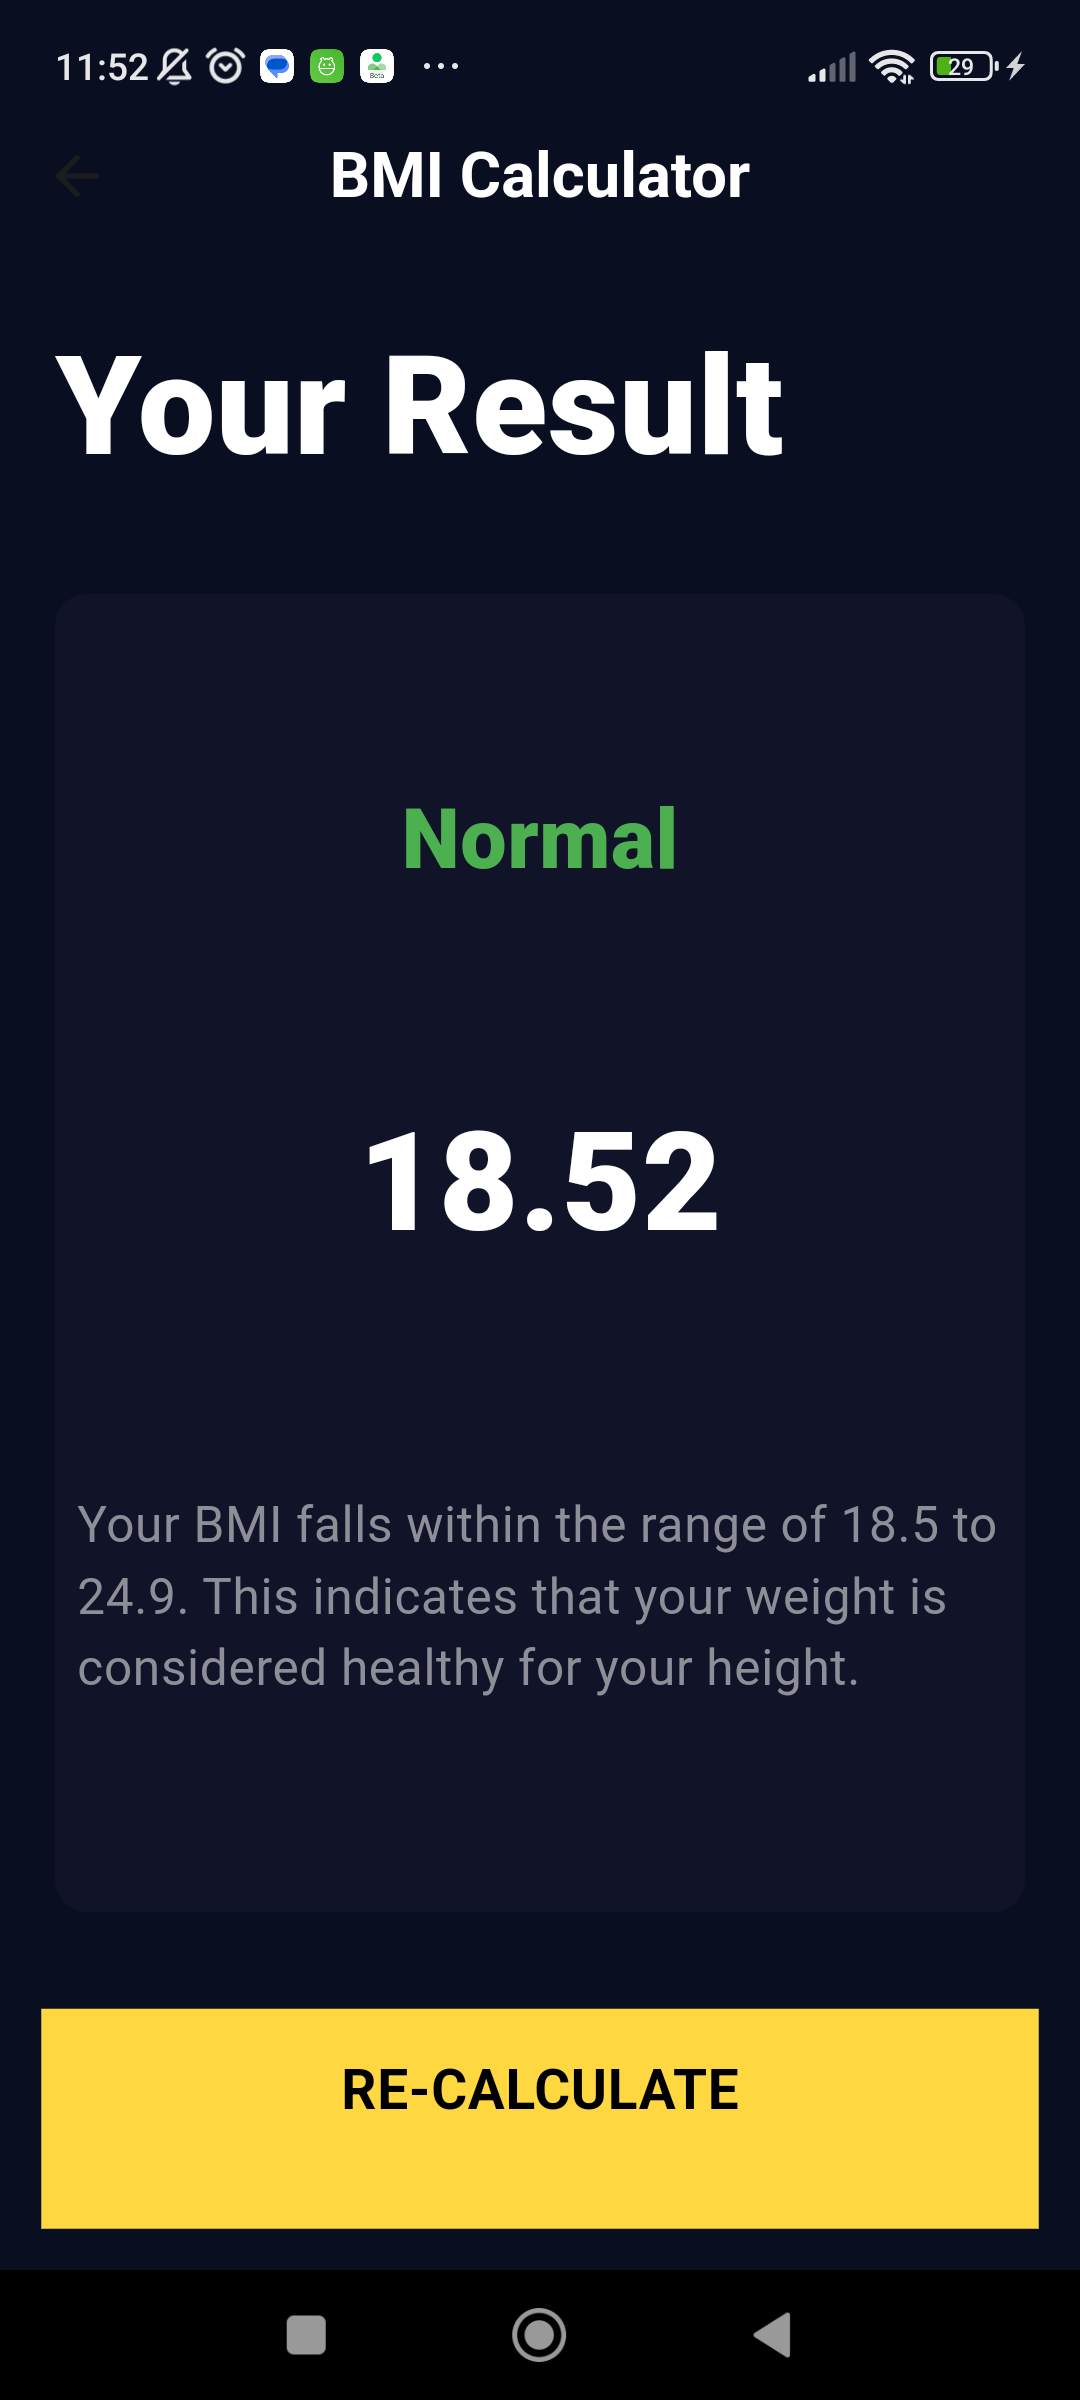 11:52
Beta
29
BMI Calculator
Your Result
Normal
18.52
Your BMI falls within the range of 18.5 to
24.9. This indicates that your weight is
considered healthy for your height.
RE-CALCULATE